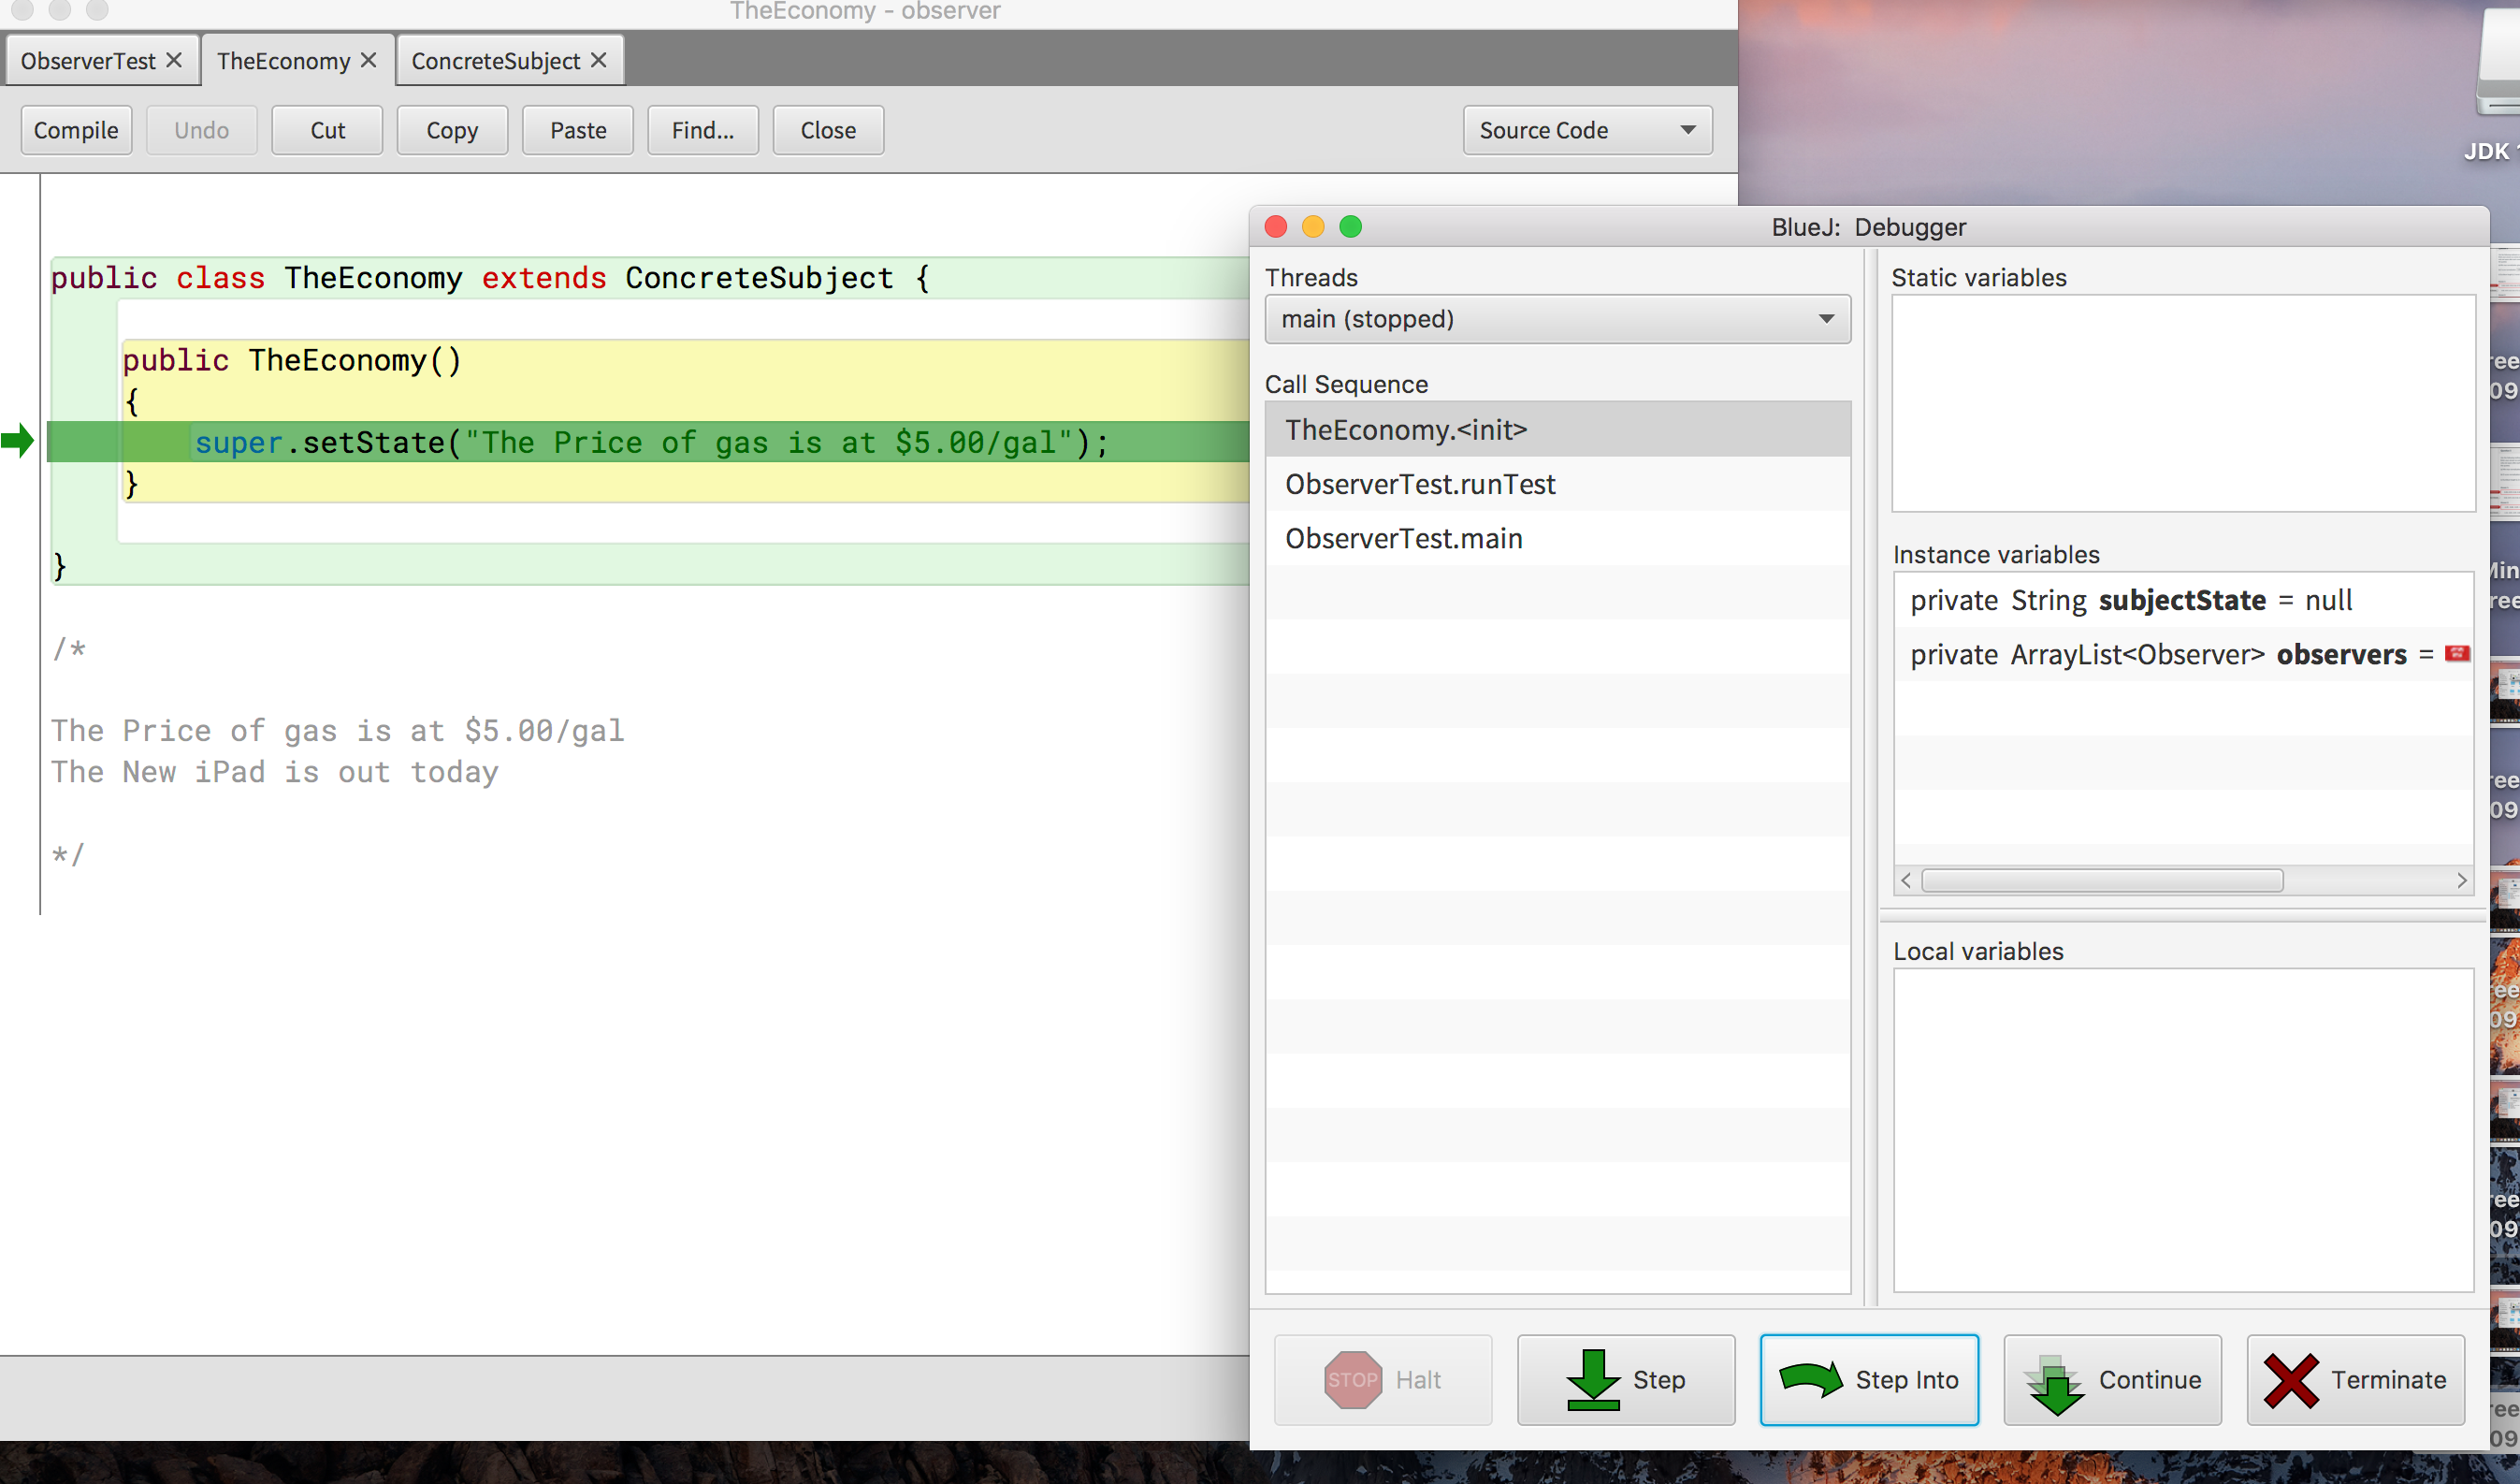 TheEconomy - observer
ObserverTest ✕ TheEconomy ✕ ConcreteSubject ✕
Compile Undo Cut Copy Paste Find... Close Source Code
public class TheEconomy extends ConcreteSubject {
public TheEconomy()
{
super.setState("The Price of gas is at $5.00/gal");
}
}
/*
The Price of gas is at $5.00/gal
The New iPad is out today
*/
BlueJ: Debugger
Threads
main (stopped)
Call Sequence
TheEconomy.<init>
ObserverTest.runTest
ObserverTest.main
Static variables
Instance variables
private String subjectState = null
private ArrayList<Observer> observers =
Local variables
STOP Halt
Step
Step Into
Continue
Terminate
JDK